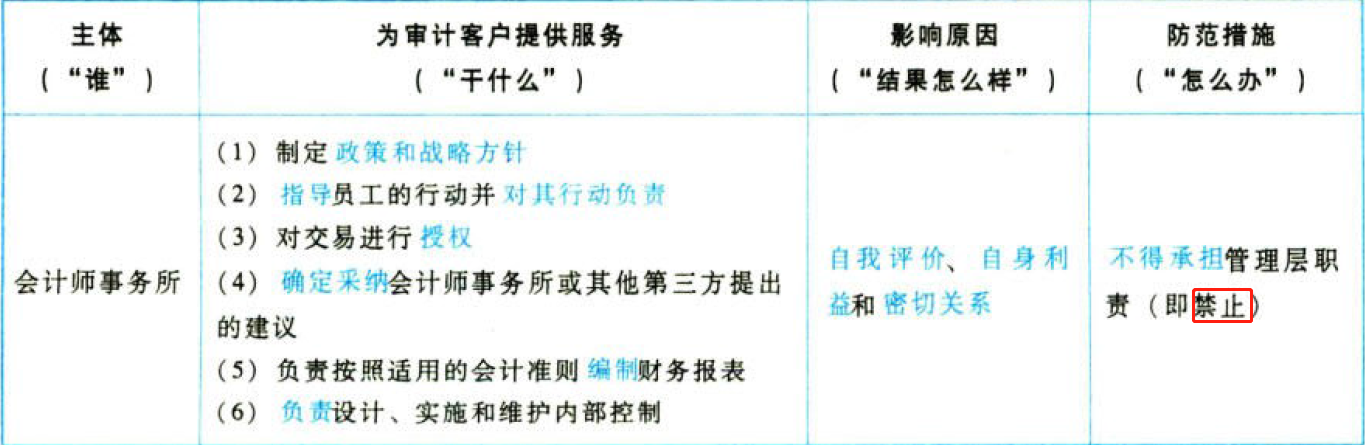 主体
（“谁”）
为审计客户提供服务
（“干什么”）
影响原因
（“结果怎么样”）
防范措施
（“怎么办”）
会计师事务所
（1）制定政策和战略方针
（2）指导员工的行动并对其行动负责
（3）对交易进行授权
（4）确定采纳会计师事务所或其他第三方提出
的建议
（5）负责按照适用的会计准则编制财务报表
（6）负责设计、实施和维护内部控制
自我评价、自身利
益和密切关系
不得承担管理层职
责（即禁止）